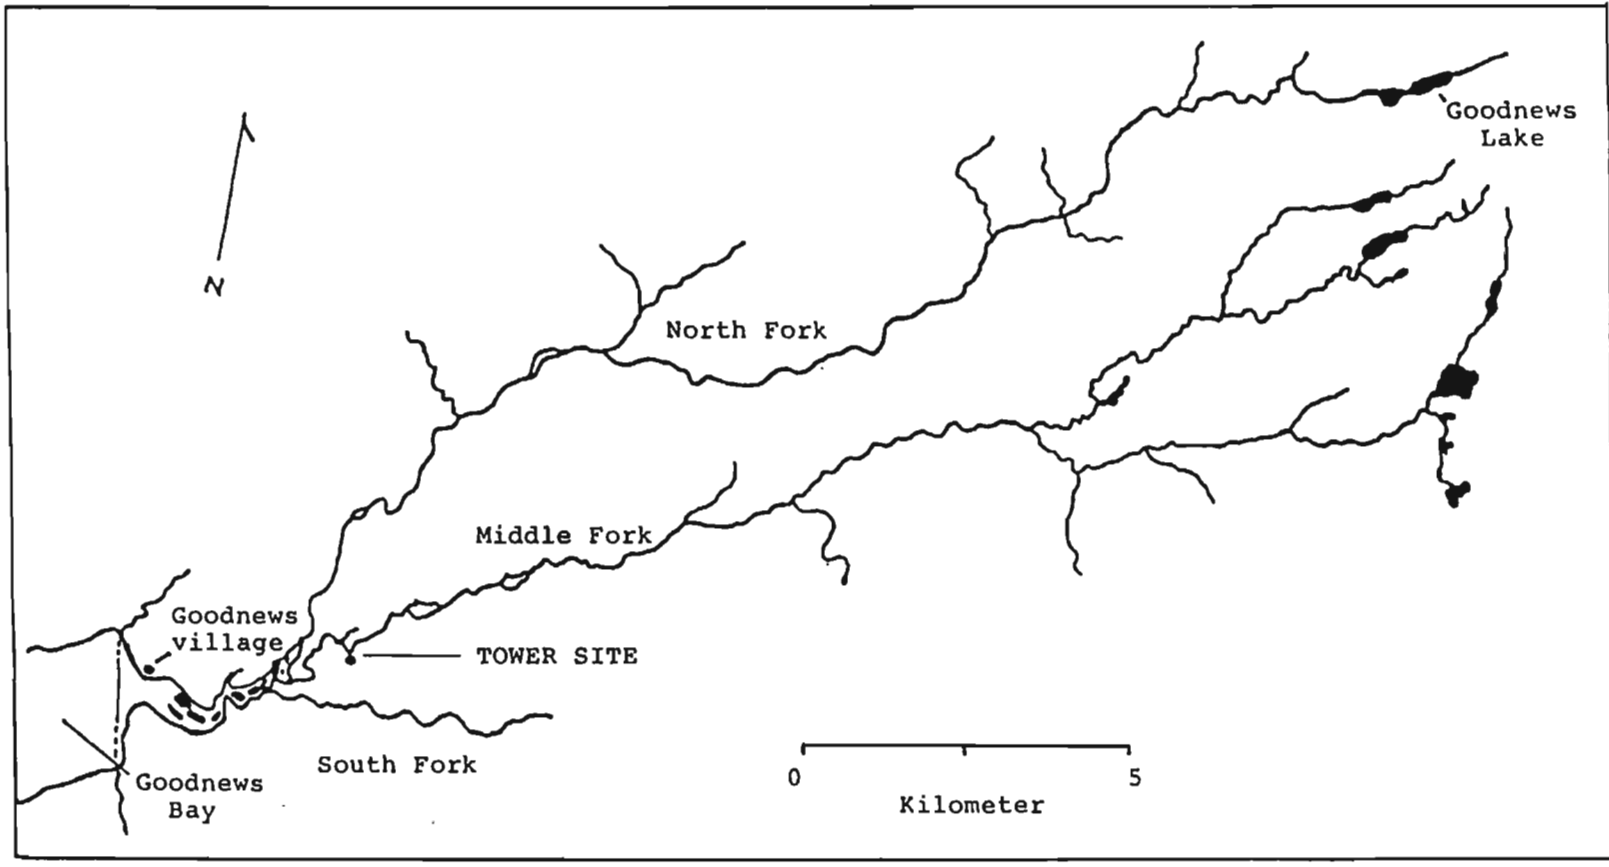 Goodnews
Lake
N
North Fork
Middle Fork
Goodnews
village
TOWER SITE
South Fork
Goodnews
Bay
0 5
Kilometer